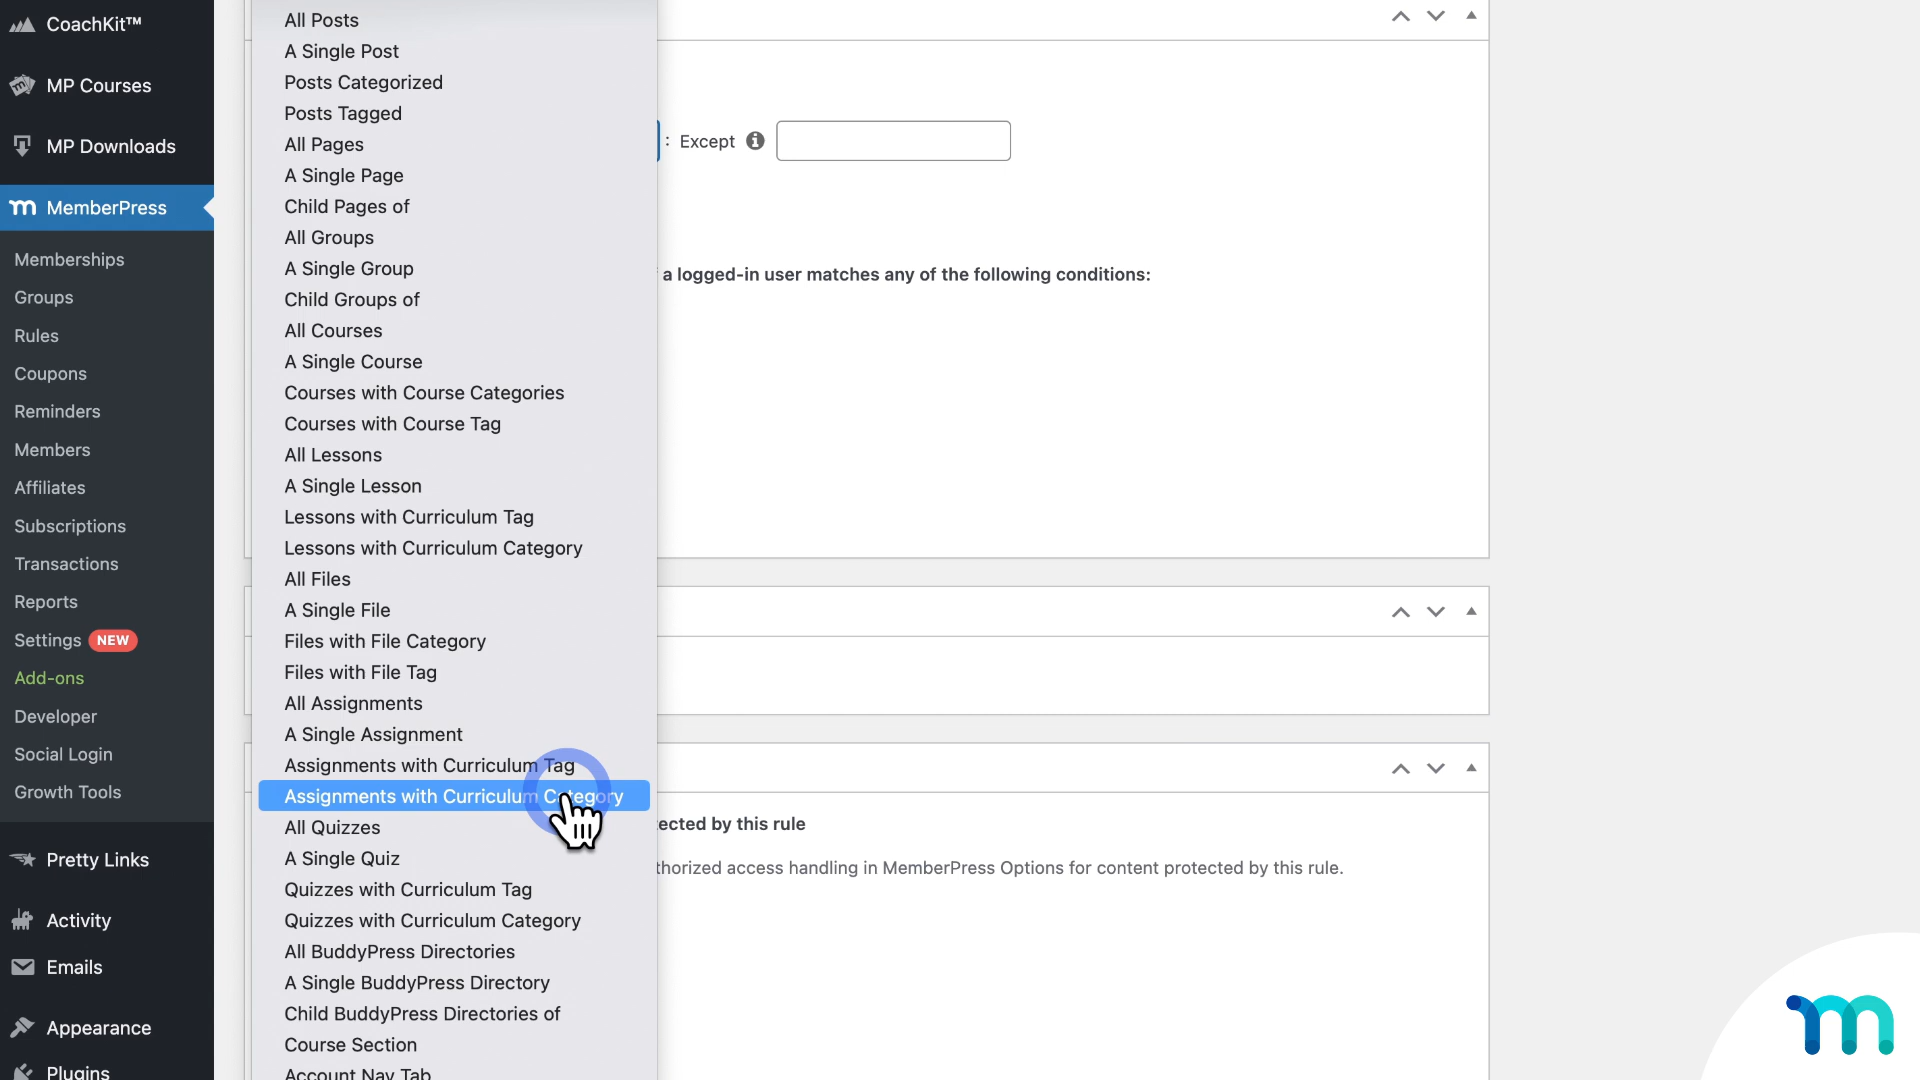 CoachKit™
MP Courses
MP Downloads
MemberPress
Memberships
Groups
Rules
Coupons
Reminders
Members
Affiliates
Subscriptions
Transactions
Reports
Settings NEW
Add-ons
Developer
Social Login
Growth Tools
Pretty Links
Activity
Emails
Appearance
Plugins
All Posts
A Single Post
Posts Categorized
Posts Tagged
All Pages
A Single Page
Child Pages of
All Groups
A Single Group
Child Groups of
All Courses
A Single Course
Courses with Course Categories
Courses with Course Tag
All Lessons
A Single Lesson
Lessons with Curriculum Tag
Lessons with Curriculum Category
All Files
A Single File
Files with File Category
Files with File Tag
All Assignments
A Single Assignment
Assignments with Curriculum Tag
Assignments with Curriculum Category
All Quizzes
A Single Quiz
Quizzes with Curriculum Tag
Quizzes with Curriculum Category
All BuddyPress Directories
A Single BuddyPress Directory
Child BuddyPress Directories of
Course Section
Account Nav Tab
: Except
a logged-in user matches any of the following conditions:
ected by this rule
thorized access handling in MemberPress Options for content protected by this rule.